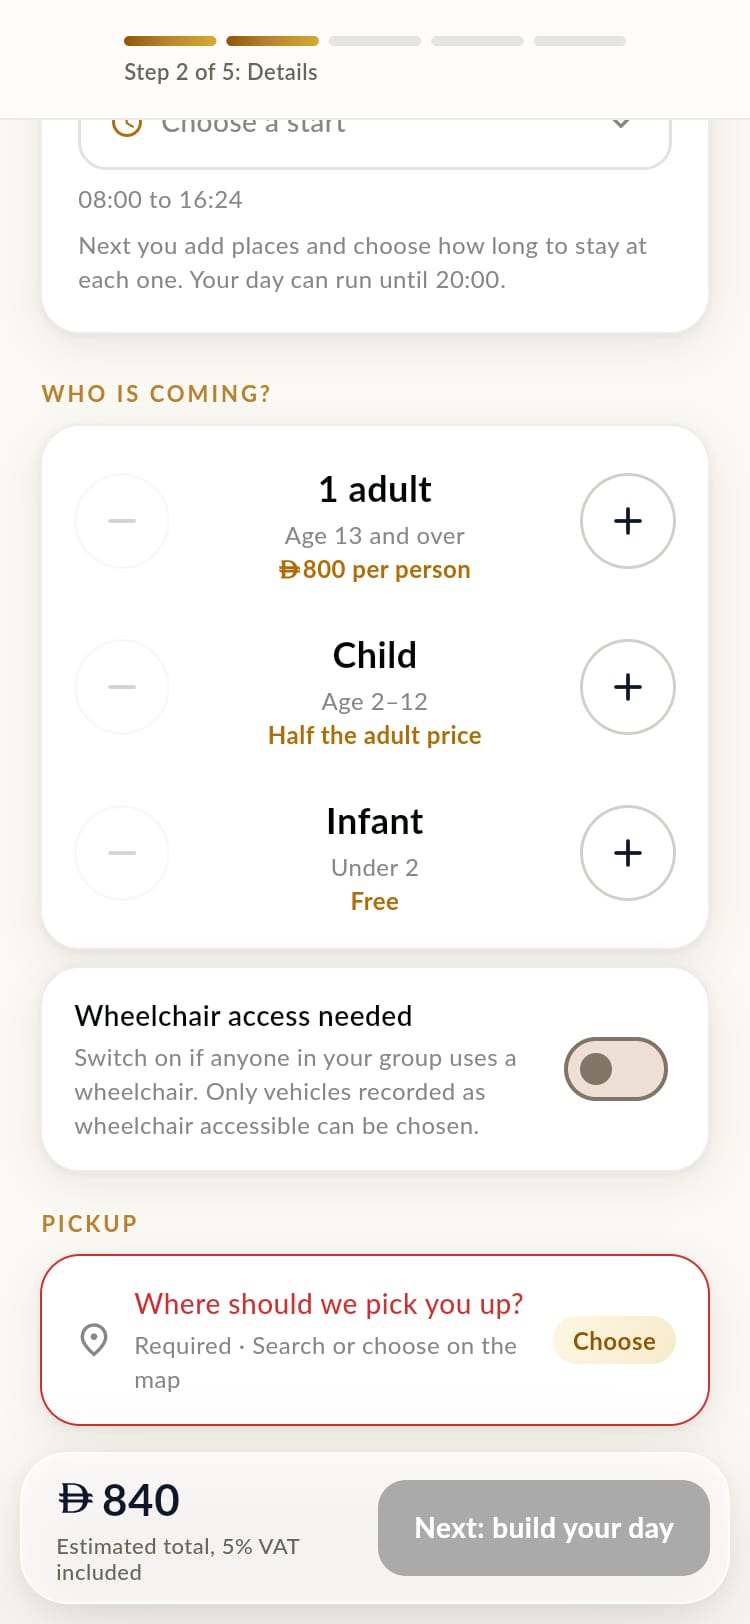 Step 2 of 5: Details
Choose a start
08:00 to 16:24
Next you add places and choose how long to stay at
each one. Your day can run until 20:00.
WHO IS COMING?
1 adult
Age 13 and over
800 per person
Child
Age 2–12
Half the adult price
Infant
Under 2
Free
Wheelchair access needed
Switch on if anyone in your group uses a
wheelchair. Only vehicles recorded as
wheelchair accessible can be chosen.
PICKUP
Where should we pick you up?
Required · Search or choose on the
map
Choose
840
Estimated total, 5% VAT
included
Next: build your day